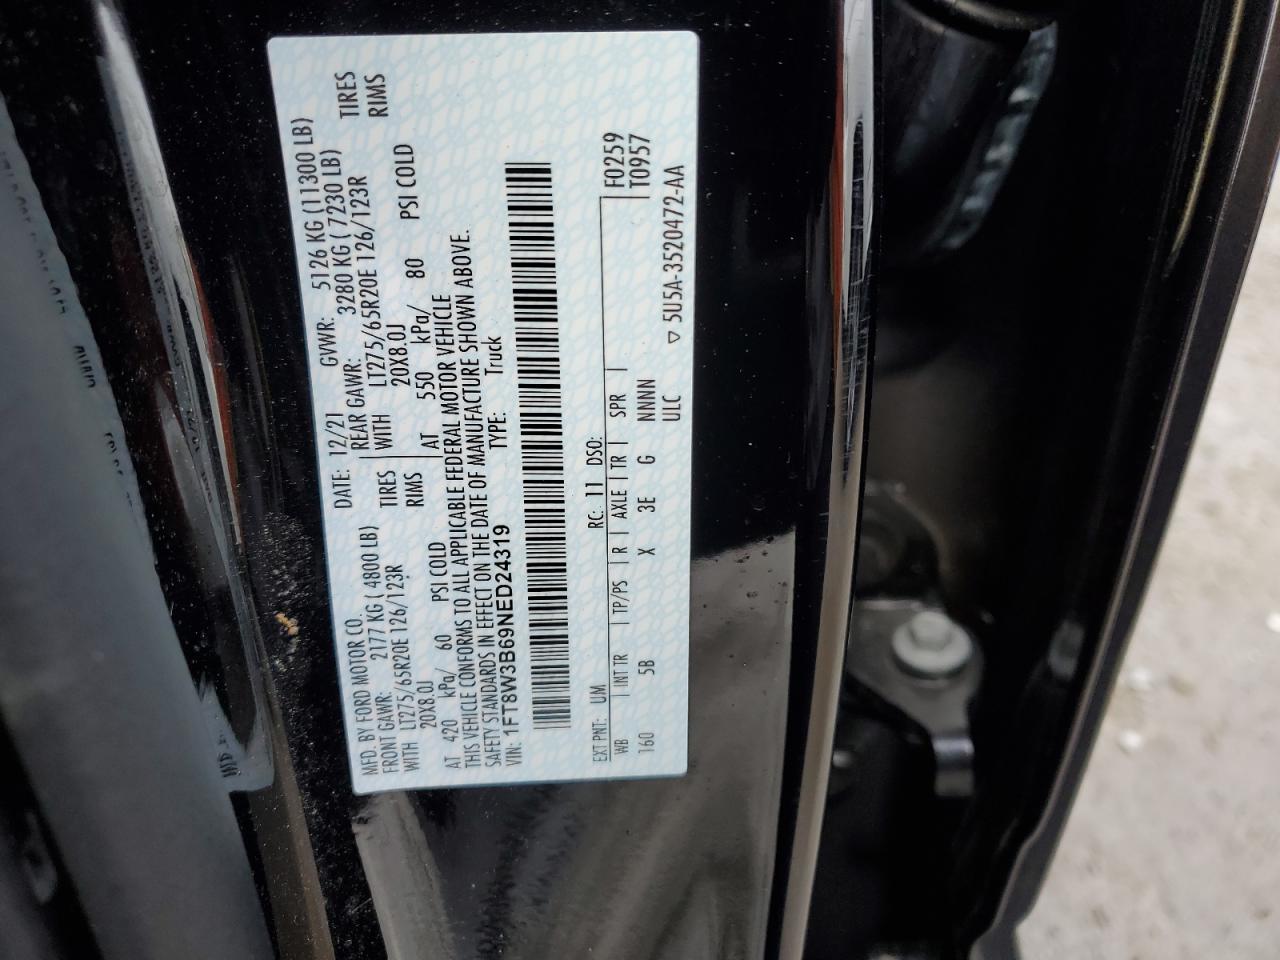 MFD. BY FORD MOTOR CO. DATE: 12/21 GVWR: 5126 KG (11300 LB)
FRONT GAWR: 2177 KG ( 4800 LB) REAR GAWR: 3280 KG ( 7230 LB)
WITH LT275/65R20E 126/123R TIRES WITH LT275/65R20E 126/123R TIRES
20X8.0J RIMS 20X8.0J RIMS
AT 420 kPa/ 60 PSI COLD AT 550 kPa/ 80 PSI COLD
THIS VEHICLE CONFORMS TO ALL APPLICABLE FEDERAL MOTOR VEHICLE
SAFETY STANDARDS IN EFFECT ON THE DATE OF MANUFACTURE SHOWN ABOVE.
VIN: 1FT8W3B69NED24319 TYPE: Truck
EXT PNT: UM RC: 11 DSO: F0259
WB INT TR TP/PS R AXLE TR SPR T0957
160 5B X 3E G NNNN
ULC ▽ 5U5A-3520472-AA